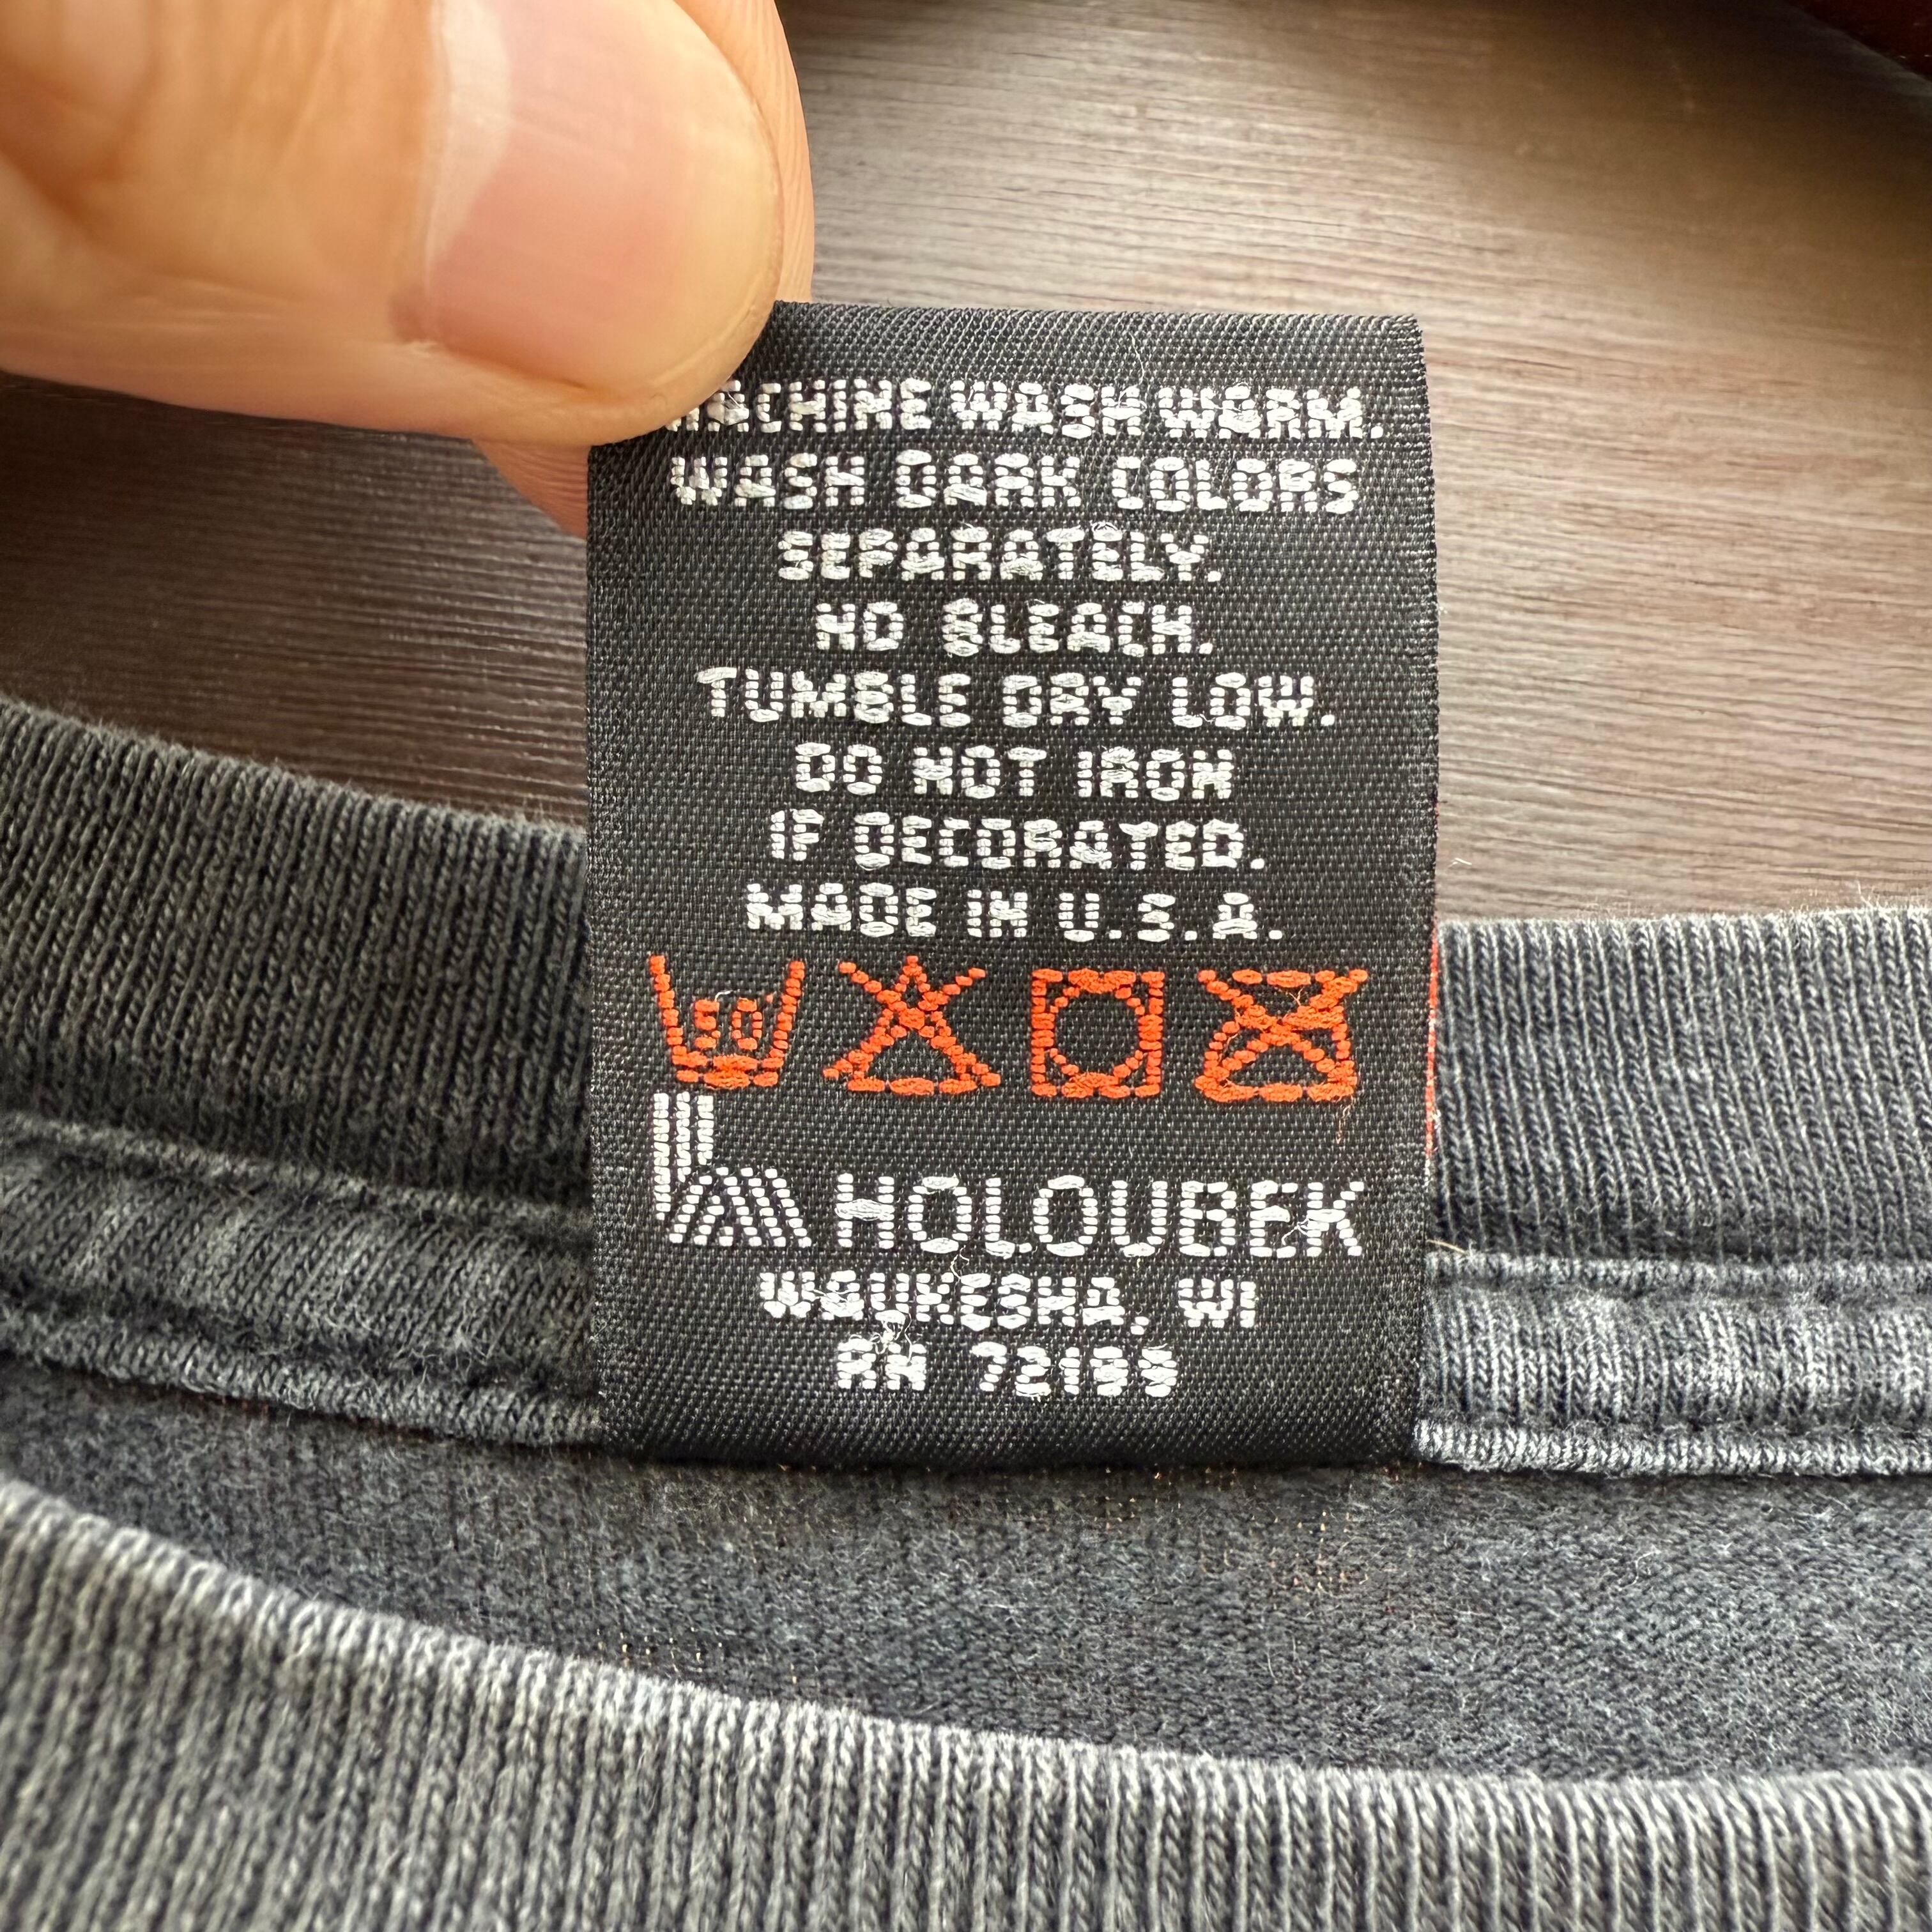 MACHINE WASH WARM.
WASH DARK COLORS
SEPARATELY.
NO BLEACH.
TUMBLE DRY LOW.
DO NOT IRON
IF DECORATED.
MADE IN U.S.A.
50
HOLOUBEK
WAUKESHA, WI
RN 72199